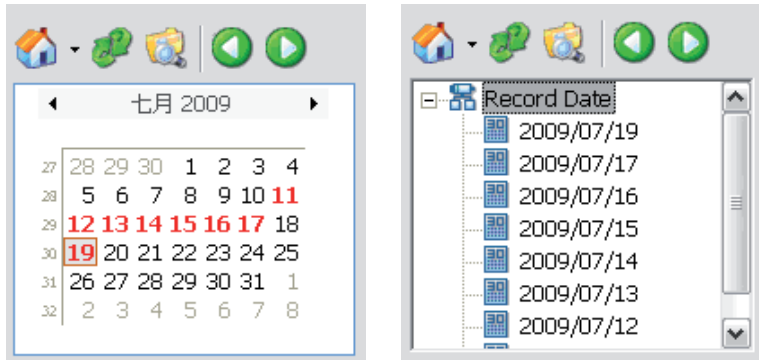 七月 2009
27 28 29 30 1 2 3 4
28 5 6 7 8 9 10 11
29 12 13 14 15 16 17 18
30 19 20 21 22 23 24 25
31 26 27 28 29 30 31 1
32 2 3 4 5 6 7 8
Record Date
2009/07/19
2009/07/17
2009/07/16
2009/07/15
2009/07/14
2009/07/13
2009/07/12